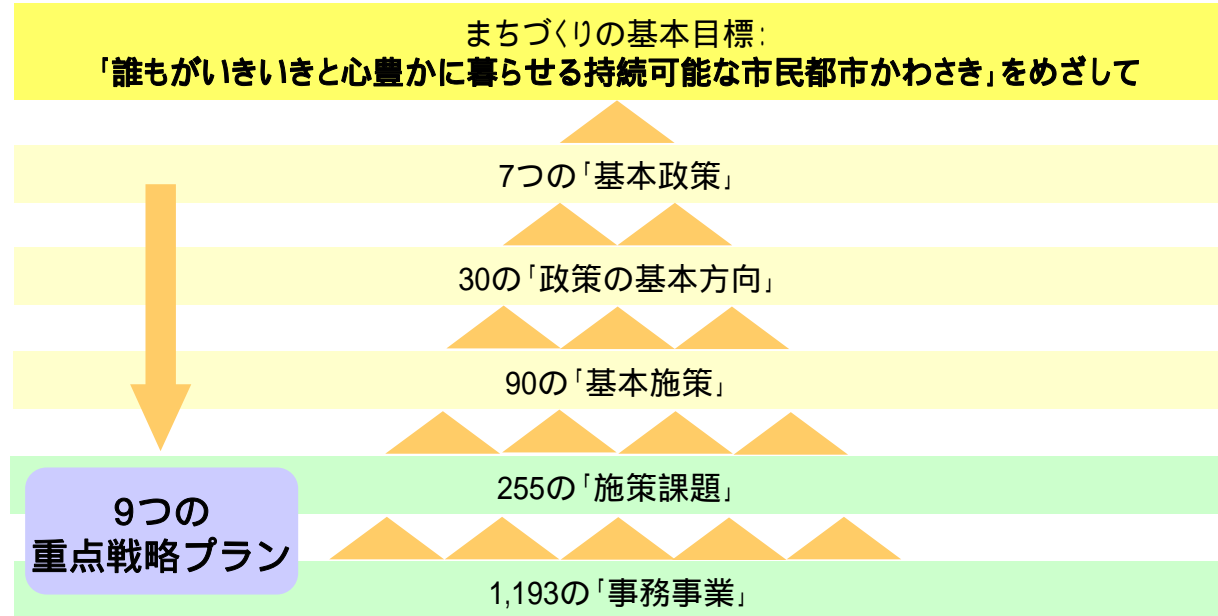 まちづくりの基本目標：
「誰もがいきいきと心豊かに暮らせる持続可能な市民都市かわさき」をめざして
7つの「基本政策」
30の「政策の基本方向」
90の「基本施策」
255の「施策課題」
9つの
重点戦略プラン
1,193の「事務事業」